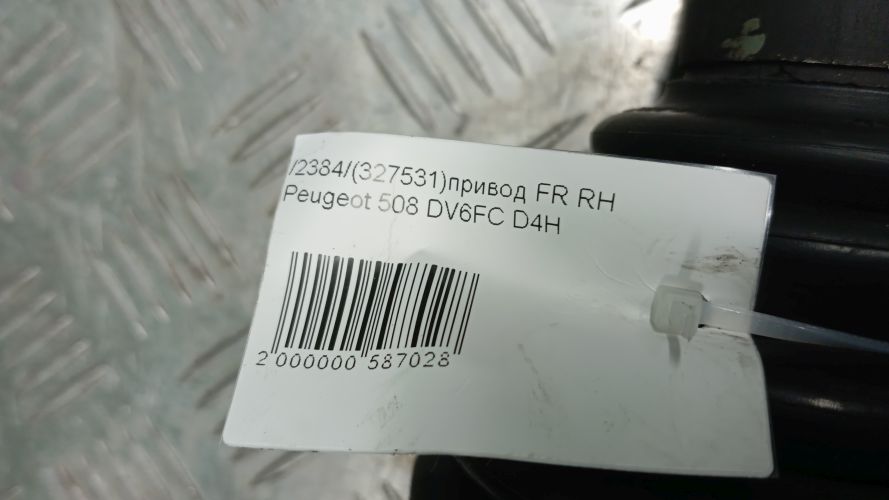 /2384/(327531)привод FR RH
Peugeot 508 DV6FC D4H
2 000000 587028